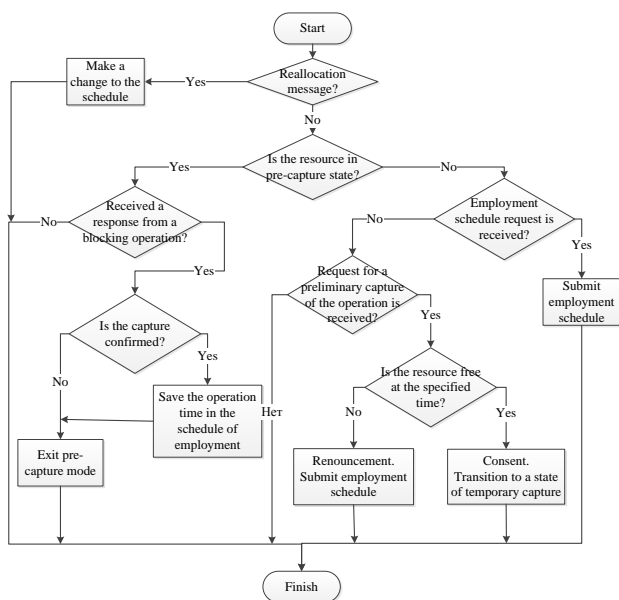 Start
Make a
change to the
schedule
Yes
Reallocation
message?
No
Is the resource in
pre-capture state?
Yes
No
Received a
response from a
blocking operation?
No
Yes
Employment
schedule request is
received?
No
Yes
Submit
employment
schedule
Request for a
preliminary capture
of the operation is
received?
Yes
Нет
Is the capture
confirmed?
No
Yes
Save the operation
time in the
schedule of
employment
Exit pre-
capture mode
Is the resource free
at the specified
time?
No
Yes
Renouncement.
Submit employment
schedule
Consent.
Transition to a state
of temporary capture
Finish